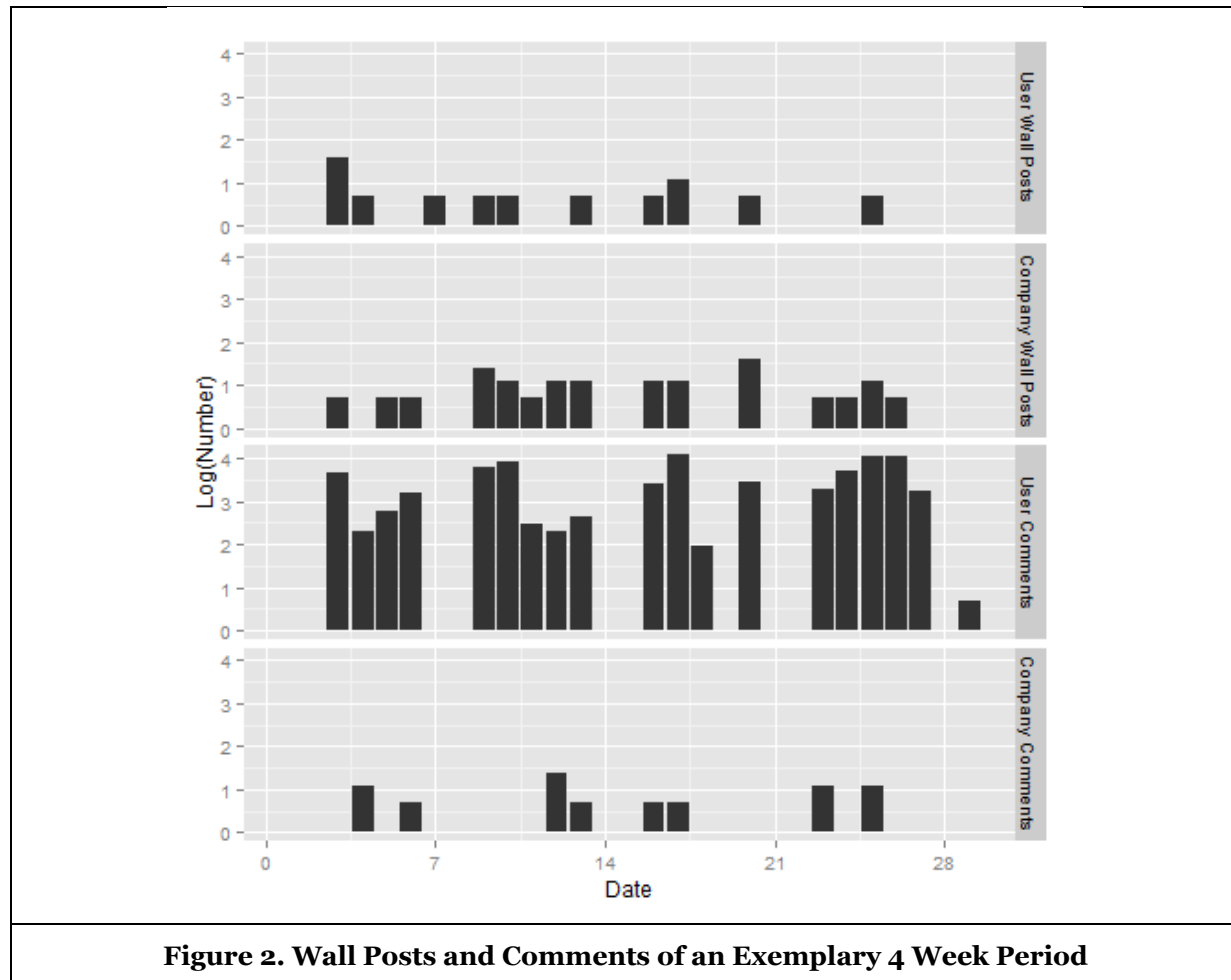 4
3
2
1
0
User Wall Posts
4
3
2
1
0
Company Wall Posts
4
3
2
1
0
User Comments
4
3
2
1
0
Company Comments
Log(Number)
0 7 14 21 28
Date
Figure 2. Wall Posts and Comments of an Exemplary 4 Week Period